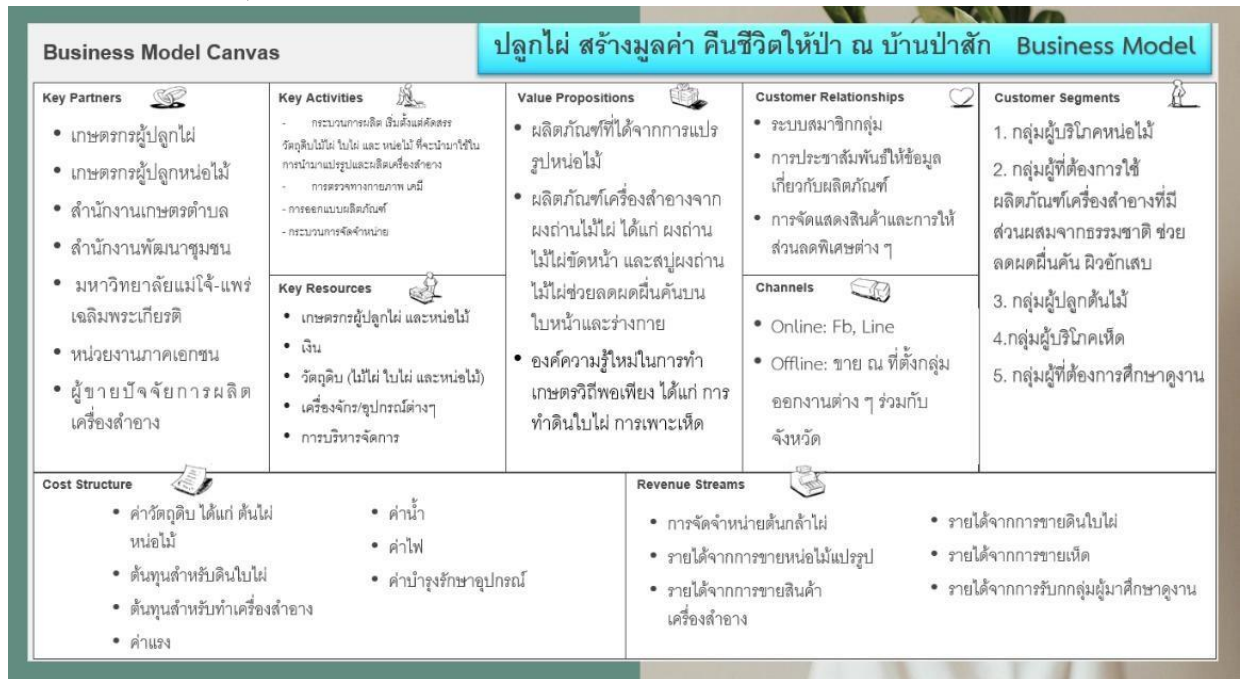 Business Model Canvas
ปลูกไผ่ สร้างมูลค่า คืนชีวิตให้ป่า ณ บ้านป่าสัก Business Model
Key Partners
• เกษตรกรผู้ปลูกไผ่
• เกษตรกรผู้ปลูกหน่อไม้
• สำนักงานเกษตรตำบล
• สำนักงานพัฒนาชุมชน
• มหาวิทยาลัยแม่โจ้-แพร่
เฉลิมพระเกียรติ
• หน่วยงานภาคเอกชน
• ผู้ขายปัจจัยการผลิต
เครื่องสำอาง
Key Activities
- กระบวนการผลิต เริ่มตั้งแต่คัดสรร
วัตถุดิบไม้ไผ่ ใบไผ่ และ หน่อไม้ ที่จะนำมาใช้ใน
การนำมาแปรรูปและผลิตเครื่องสำอาง
- การตรวจทางกายภาพ เคมี
- การออกแบบผลิตภัณฑ์
- กระบวนการจัดจำหน่าย
Key Resources
• เกษตรกรผู้ปลูกไผ่ และหน่อไม้
• เงิน
• วัตถุดิบ (ไม้ไผ่ ใบไผ่ และหน่อไม้)
• เครื่องจักร/อุปกรณ์ต่างๆ
• การบริหารจัดการ
Value Propositions
• ผลิตภัณฑ์ที่ได้จากการแปร
รูปหน่อไม้
• ผลิตภัณฑ์เครื่องสำอางจาก
ผงถ่านไม้ไผ่ ได้แก่ ผงถ่าน
ไม้ไผ่ขัดหน้า และสบู่ผงถ่าน
ไม้ไผ่ช่วยลดผดผื่นคันบน
ใบหน้าและร่างกาย
• องค์ความรู้ใหม่ในการทำ
เกษตรวิถีพอเพียง ได้แก่ การ
ทำดินใบไผ่ การเพาะเห็ด
Customer Relationships
• ระบบสมาชิกกลุ่ม
• การประชาสัมพันธ์ให้ข้อมูล
เกี่ยวกับผลิตภัณฑ์
• การจัดแสดงสินค้าและการให้
ส่วนลดพิเศษต่าง ๆ
Channels
• Online: Fb, Line
• Offline: ขาย ณ ที่ตั้งกลุ่ม
ออกงานต่าง ๆ ร่วมกับ
จังหวัด
Customer Segments
1. กลุ่มผู้บริโภคหน่อไม้
2. กลุ่มผู้ที่ต้องการใช้
ผลิตภัณฑ์เครื่องสำอางที่มี
ส่วนผสมจากธรรมชาติ ช่วย
ลดผดผื่นคัน ผิวอักเสบ
3. กลุ่มผู้ปลูกต้นไม้
4.กลุ่มผู้บริโภคเห็ด
5. กลุ่มผู้ที่ต้องการศึกษาดูงาน
Cost Structure
• ค่าวัตถุดิบ ได้แก่ ต้นไผ่
หน่อไม้
• ต้นทุนสำหรับดินใบไผ่
• ต้นทุนสำหรับทำเครื่องสำอาง
• ค่าแรง
• ค่าน้ำ
• ค่าไฟ
• ค่าบำรุงรักษาอุปกรณ์
Revenue Streams
• การจัดจำหน่ายต้นกล้าไผ่
• รายได้จากการขายหน่อไม้แปรรูป
• รายได้จากการขายสินค้า
เครื่องสำอาง
• รายได้จากการขายดินใบไผ่
• รายได้จากการขายเห็ด
• รายได้จากการรับกกลุ่มผู้มาศึกษาดูงาน